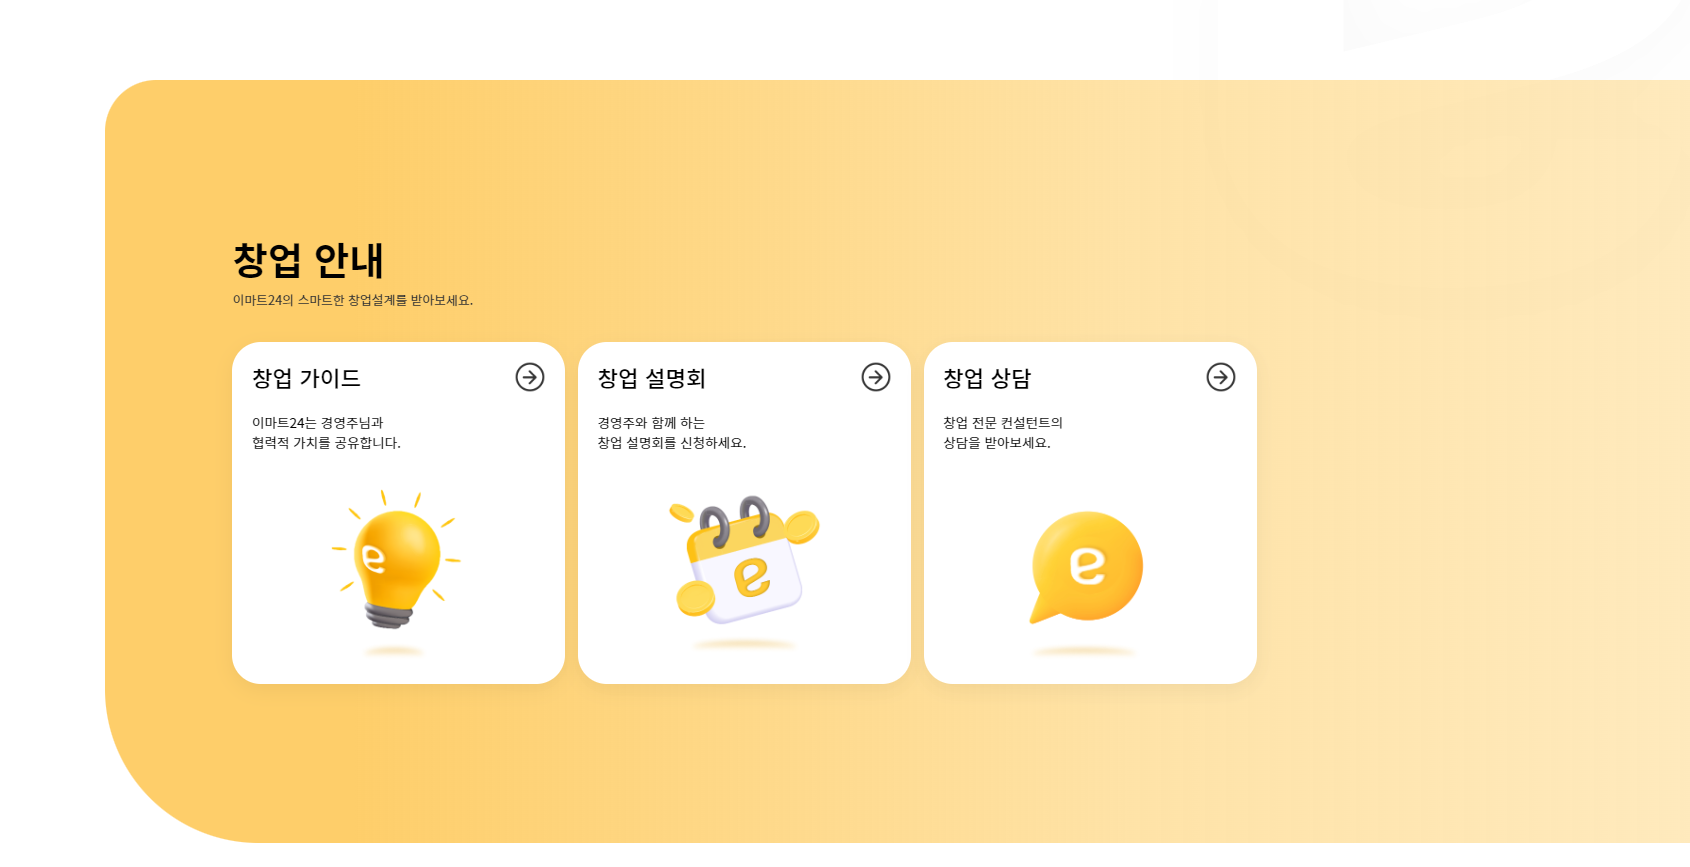 창업 안내
이마트24의 스마트한 창업설계를 받아보세요.
창업 가이드
이마트24는 경영주님과
협력적 가치를 공유합니다.
e
창업 설명회
경영주와 함께 하는
창업 설명회를 신청하세요.
e
창업 상담
창업 전문 컨설턴트의
상담을 받아보세요.
e